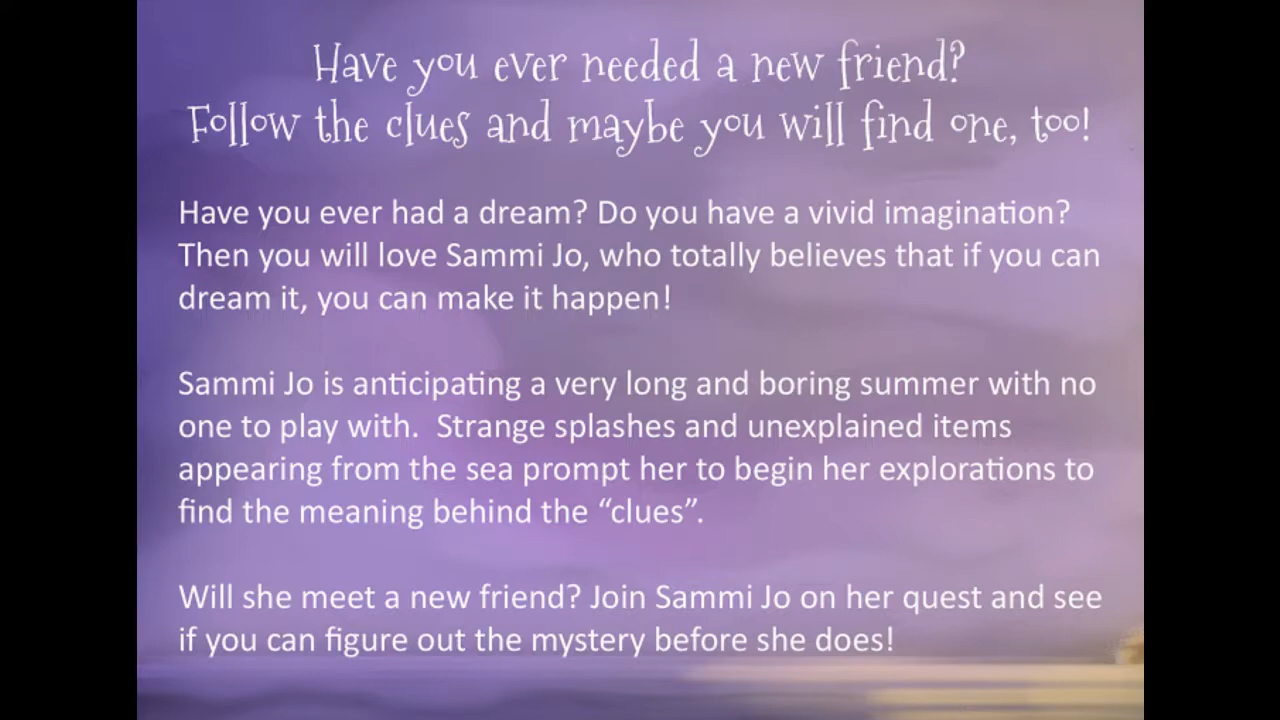 Have you ever needed a new friend?
Follow the clues and maybe you will find one, too!
Have you ever had a dream? Do you have a vivid imagination?
Then you will love Sammi Jo, who totally believes that if you can
dream it, you can make it happen!
Sammi Jo is anticipating a very long and boring summer with no
one to play with.  Strange splashes and unexplained items
appearing from the sea prompt her to begin her explorations to
find the meaning behind the “clues”.
Will she meet a new friend? Join Sammi Jo on her quest and see
if you can figure out the mystery before she does!